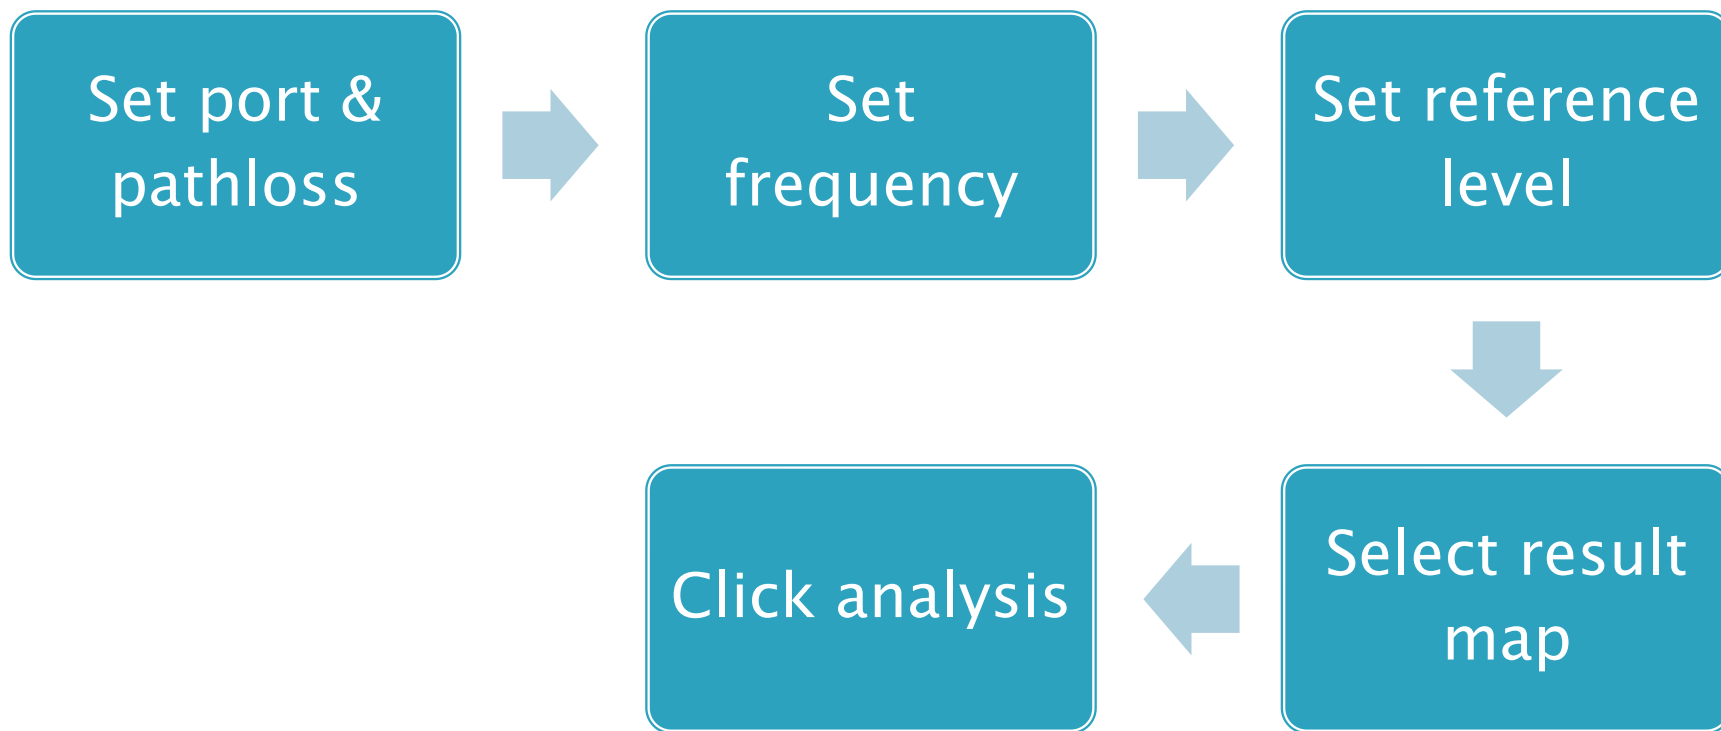 Set port &
pathloss
Set
frequency
Set reference
level
Select result
map
Click analysis